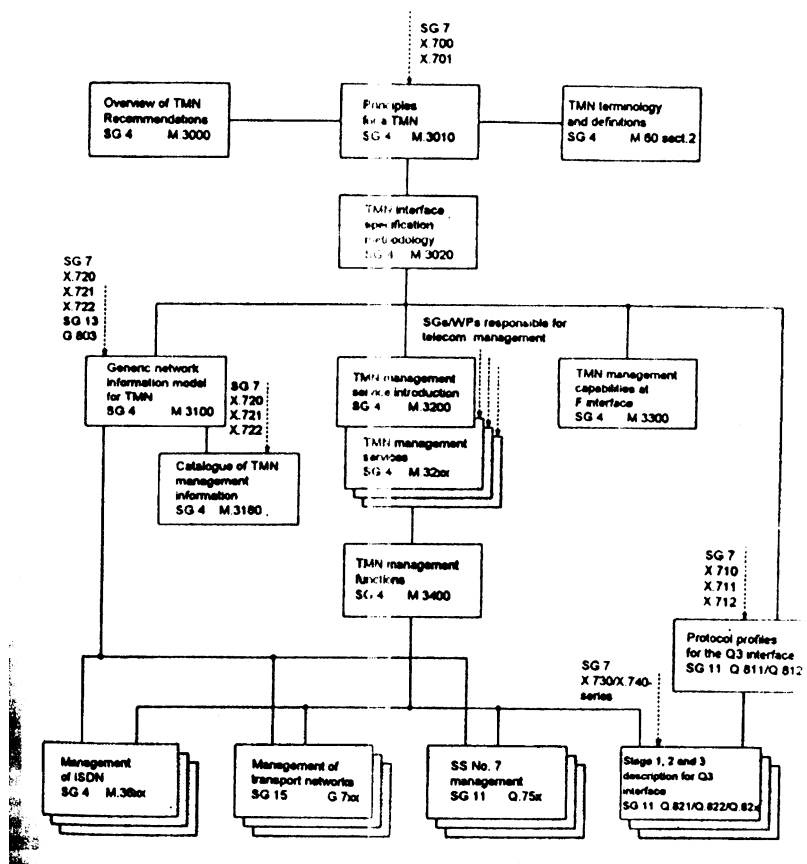 SG 7
X.700
X.701
Overview of TMN
Recommendations
SG 4 M.3000
Principles
for a TMN
SG 4 M.3010
TMN terminology
and definitions
SG 4 M 60 sect.2
TMN interface
specification
methodology
SG 4 M.3020
SG 7
X.720
X.721
X.722
SG 13
G 803
SGs/WPs responsible for
telecom management
Generic network
information model
for TMN
SG 4 M.3100
SG 7
X.720
X.721
X.722
TMN management
service introduction
SG 4 M.3200
TMN management
capabilities at
F interface
SG 4 M.3300
TMN management
services
SG 4 M.32xx
Catalogue of TMN
management
information
SG 4 M.3180
TMN management
functions
SG 4 M 3400
SG 7
X.710
X.711
X.712
Protocol profiles
for the Q3 interface
SG 11 Q 811/Q 812
SG 7
X 730/X.740-
series
Management
of ISDN
SG 4 M.36xx
Management of
transport networks
SG 15 G 7xx
SS No. 7
management
SG 11 Q.75x
Stage 1, 2 and 3
description for Q3
interface
SG 11 Q.821/Q.822/Q.82x